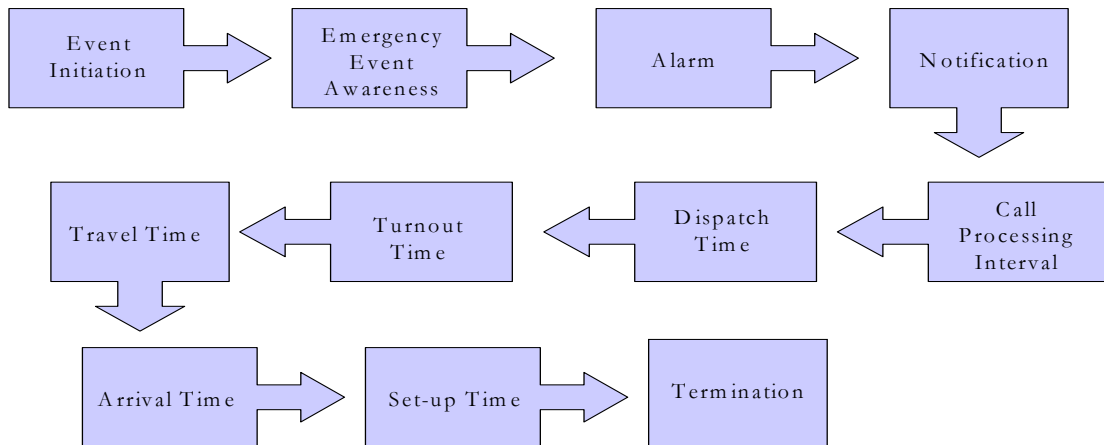 Event
Initiation
Emergency
Event
Awareness
Alarm
Notification
Call
Processing
Interval
Dispatch
Time
Turnout
Time
Travel Time
Arrival Time
Set-up Time
Termination